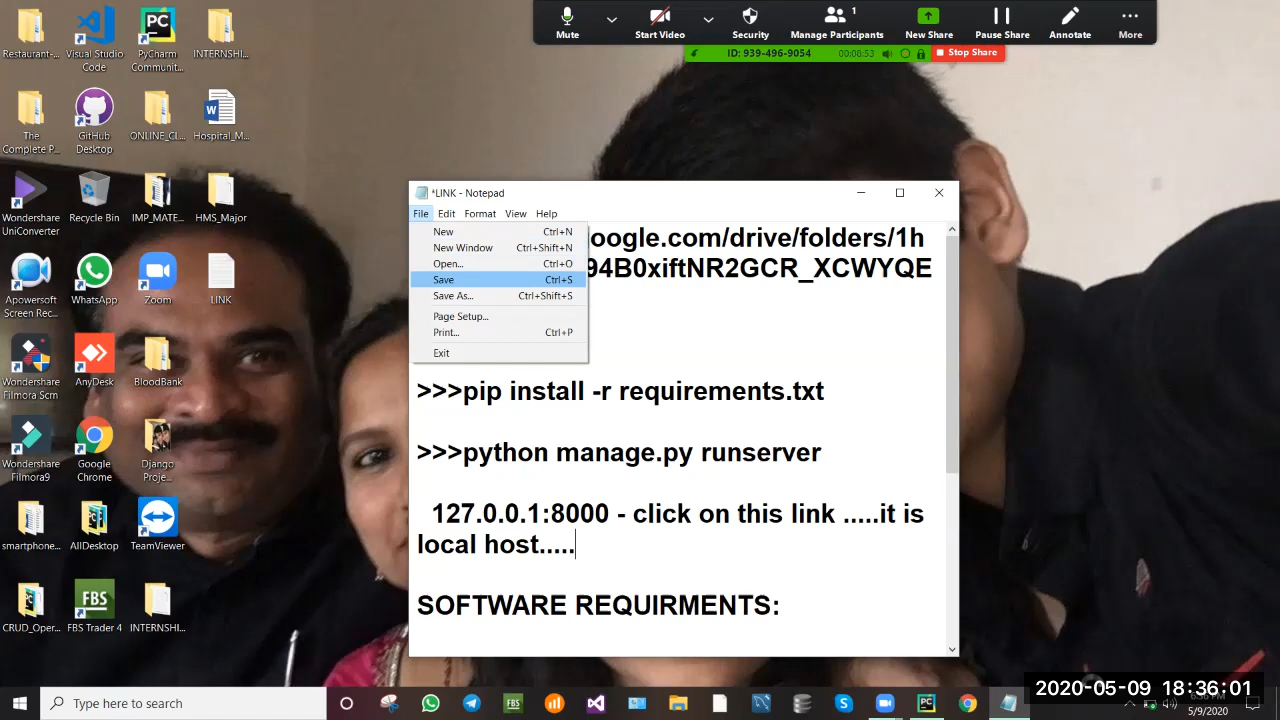 Mute
Start Video
Security
Manage Participants
1
New Share
Pause Share
Annotate
More
ID: 939-496-9054
00:08:53
Stop Share
Restaurant-...
Visual Studio
Code
PyCharm
Communit...
INTERNSHI...
The
Complete P...
GitHub
Desktop
ONLINE_CL...
Hospital_M...
Wondershare
UniConverter
Recycle Bin
IMP_MATE...
HMS_Major
Apowersoft
Screen Rec...
WhatsApp
Zoom
LINK
Wondershare
Filmora Scrn
AnyDesk
BloodBank
Wondershare
Filmora9
Google
Chrome
Django
Proje...
smartphone...
AllDesktop
TeamViewer
CRUD_Oper...
FBS
FBS Trader 4
INTERNSHI...
*LINK - Notepad
File Edit Format View Help
New Ctrl+N
New Window Ctrl+Shift+N
Open... Ctrl+O
Save Ctrl+S
Save As... Ctrl+Shift+S
Page Setup...
Print... Ctrl+P
Exit
oogle.com/drive/folders/1h
94B0xiftNR2GCR_XCWYQE
>>>pip install -r requirements.txt
>>>python manage.py runserver
127.0.0.1:8000 - click on this link .....it is
local host.....
SOFTWARE REQUIRMENTS:
Type here to search
FBS
2020-05-09 18:36:01
5/9/2020